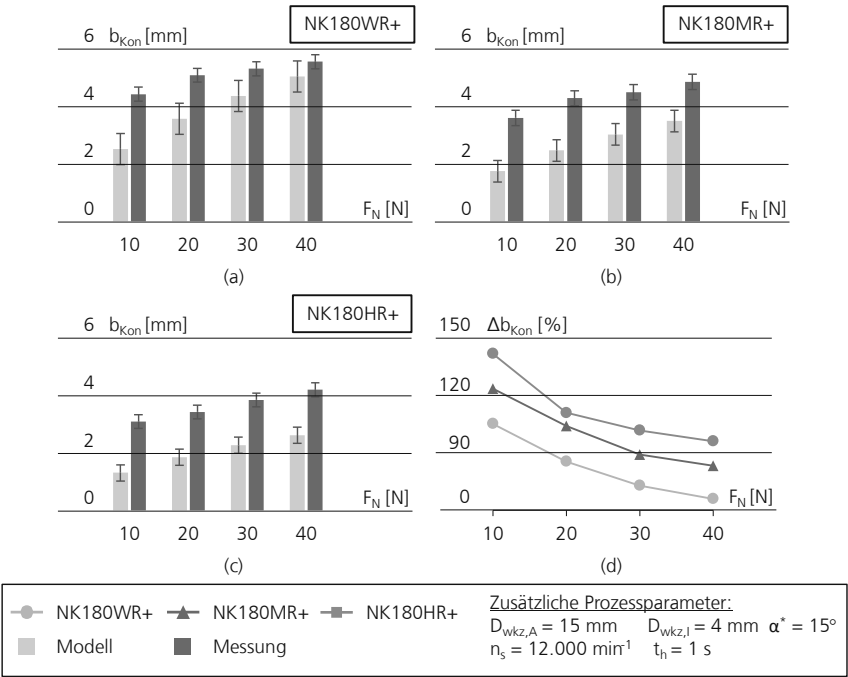 6 b_Kon [mm] NK180WR+
4
2
0 F_N [N]
10 20 30 40
(a)
6 b_Kon [mm] NK180MR+
4
2
0 F_N [N]
10 20 30 40
(b)
6 b_Kon [mm] NK180HR+
4
2
0 F_N [N]
10 20 30 40
(c)
150 Δb_Kon [%]
120
90
0 F_N [N]
10 20 30 40
(d)
NK180WR+ NK180MR+ NK180HR+
Modell Messung
Zusätzliche Prozessparameter:
D_wkz,A = 15 mm D_wkz,I = 4 mm α* = 15°
n_s = 12.000 min⁻¹ t_h = 1 s